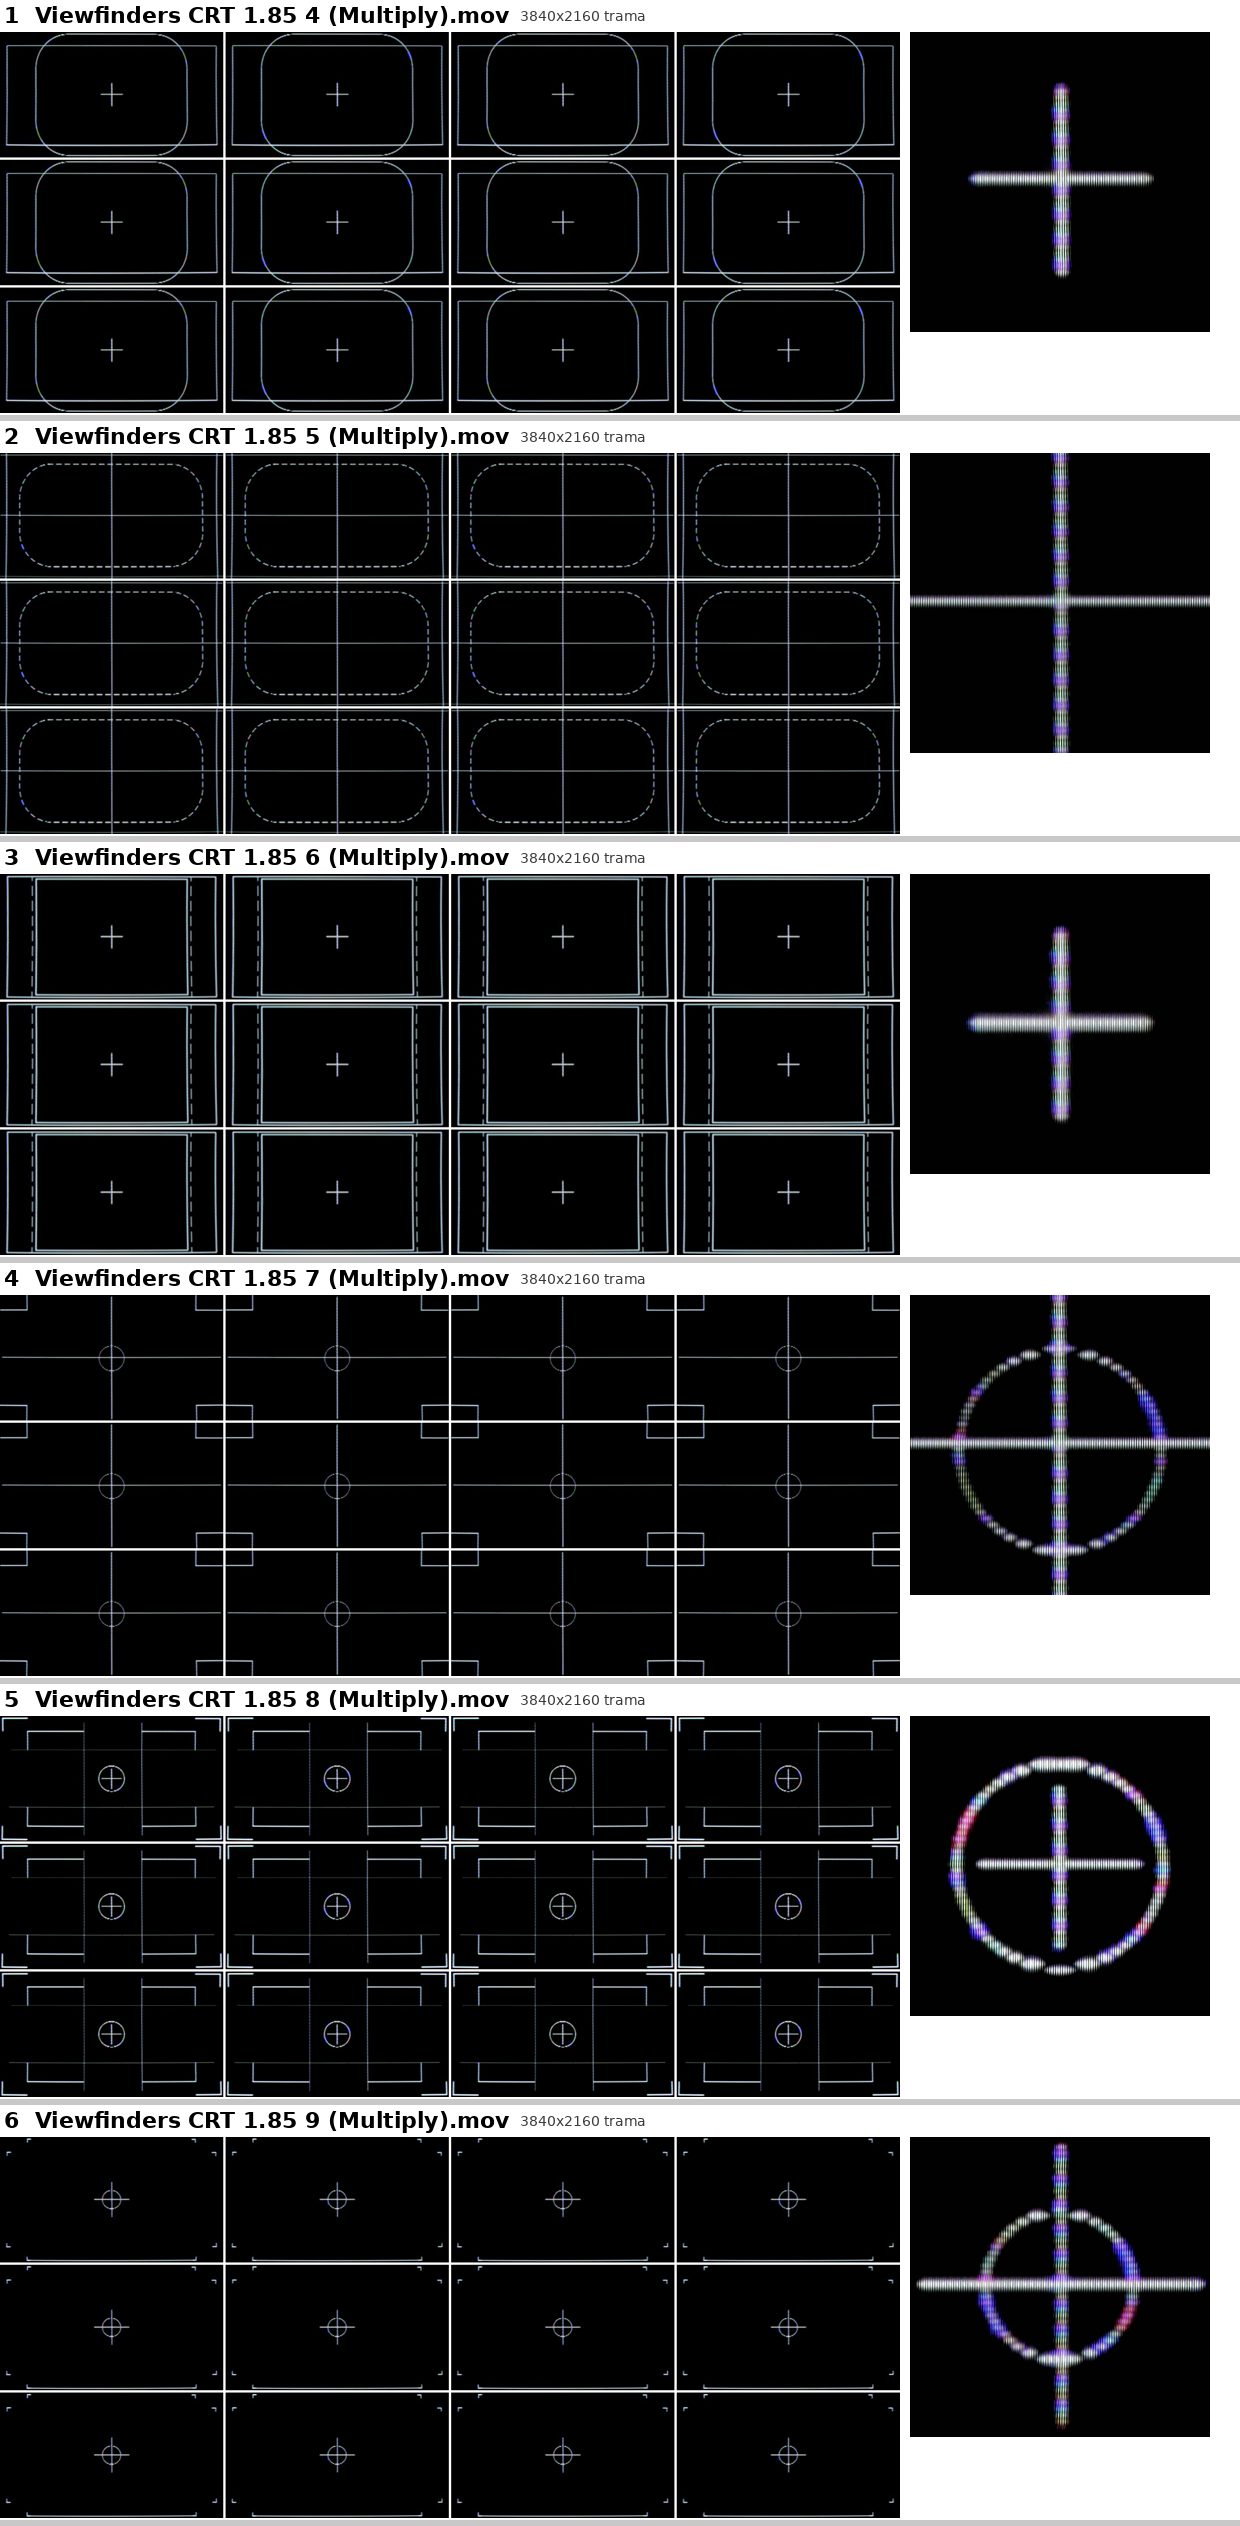 1 Viewfinders CRT 1.85 4 (Multiply).mov 3840x2160 trama
2 Viewfinders CRT 1.85 5 (Multiply).mov 3840x2160 trama
3 Viewfinders CRT 1.85 6 (Multiply).mov 3840x2160 trama
4 Viewfinders CRT 1.85 7 (Multiply).mov 3840x2160 trama
5 Viewfinders CRT 1.85 8 (Multiply).mov 3840x2160 trama
6 Viewfinders CRT 1.85 9 (Multiply).mov 3840x2160 trama